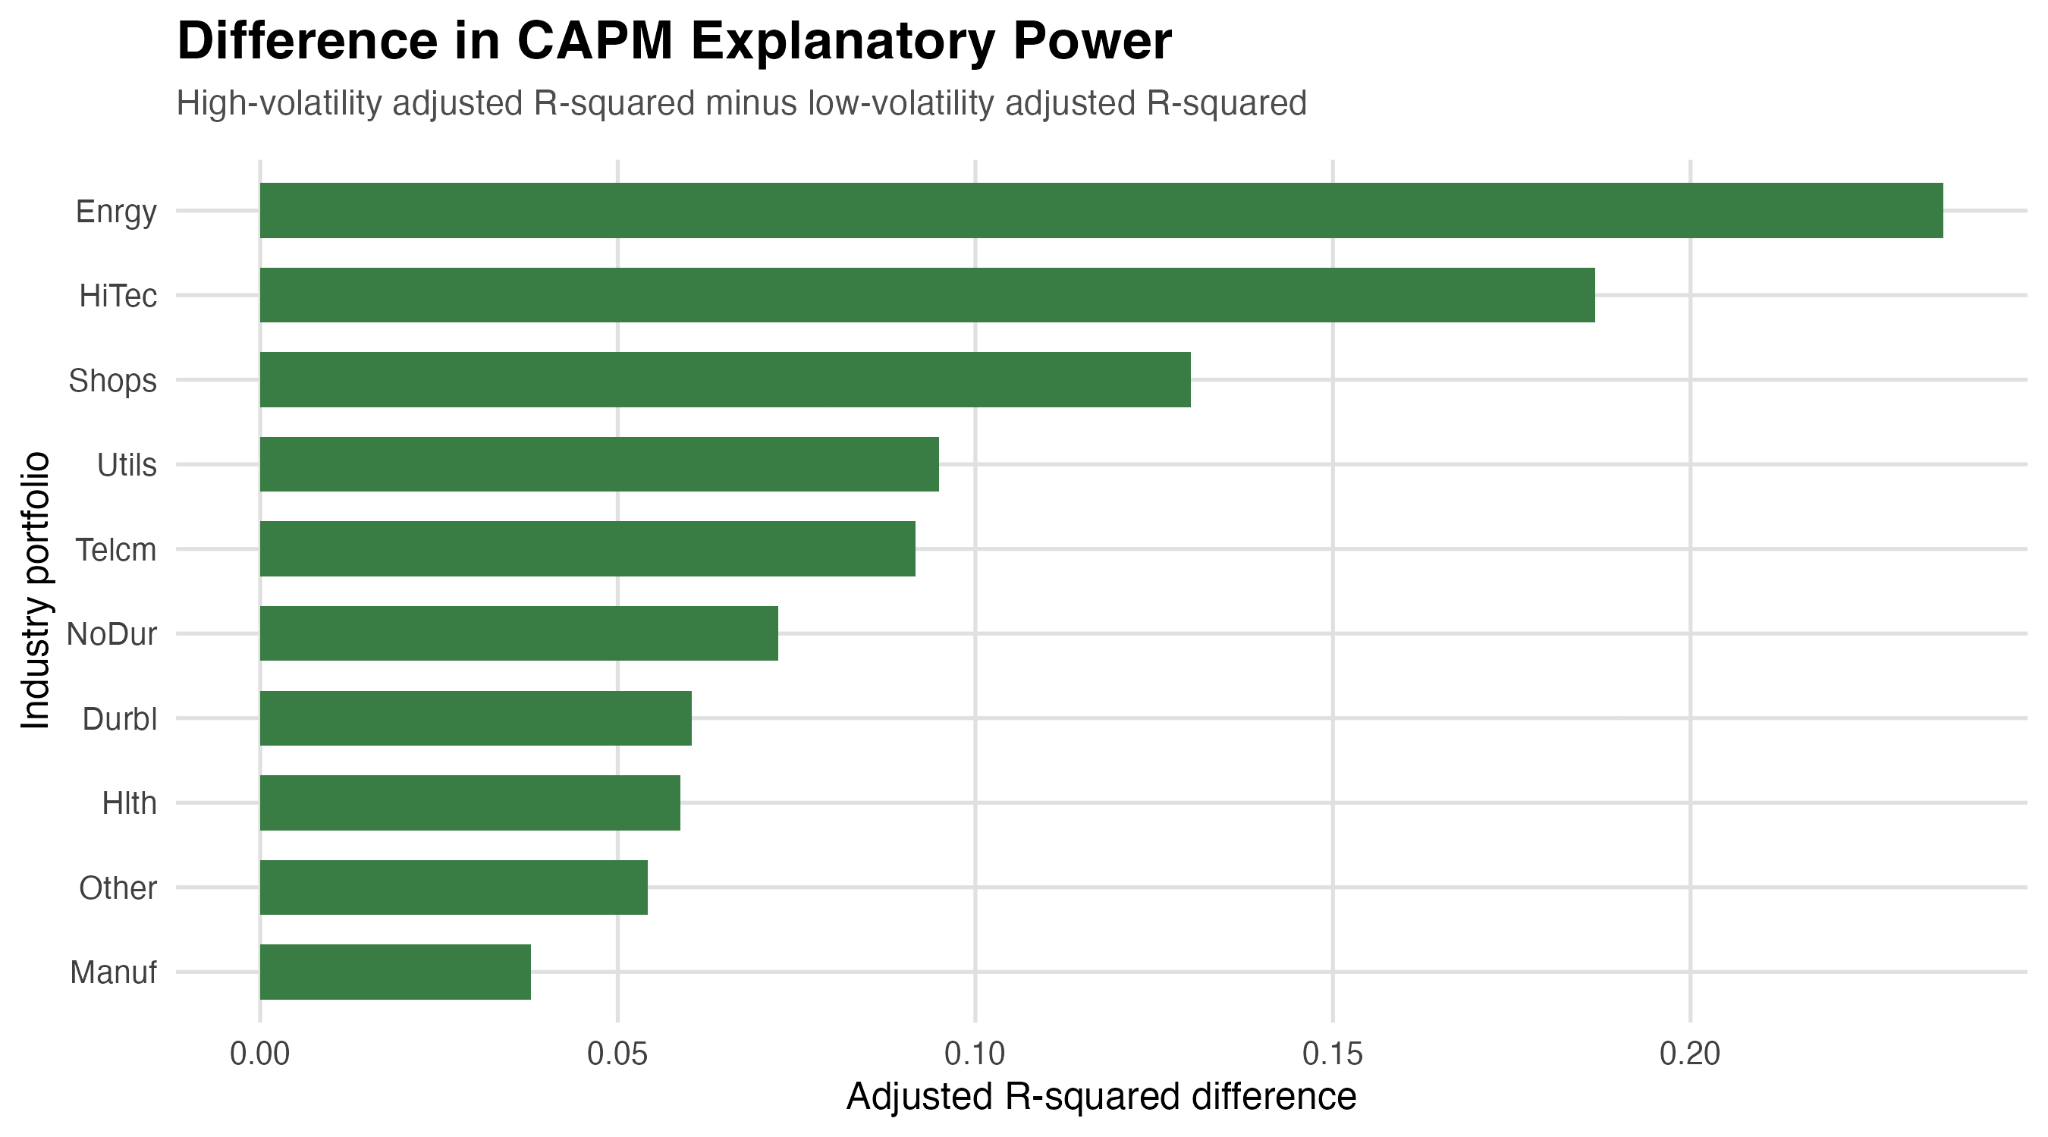 Difference in CAPM Explanatory Power
High-volatility adjusted R-squared minus low-volatility adjusted R-squared
Industry portfolio
Enrgy
HiTec
Shops
Utils
Telcm
NoDur
Durbl
Hlth
Other
Manuf
0.00 0.05 0.10 0.15 0.20
Adjusted R-squared difference